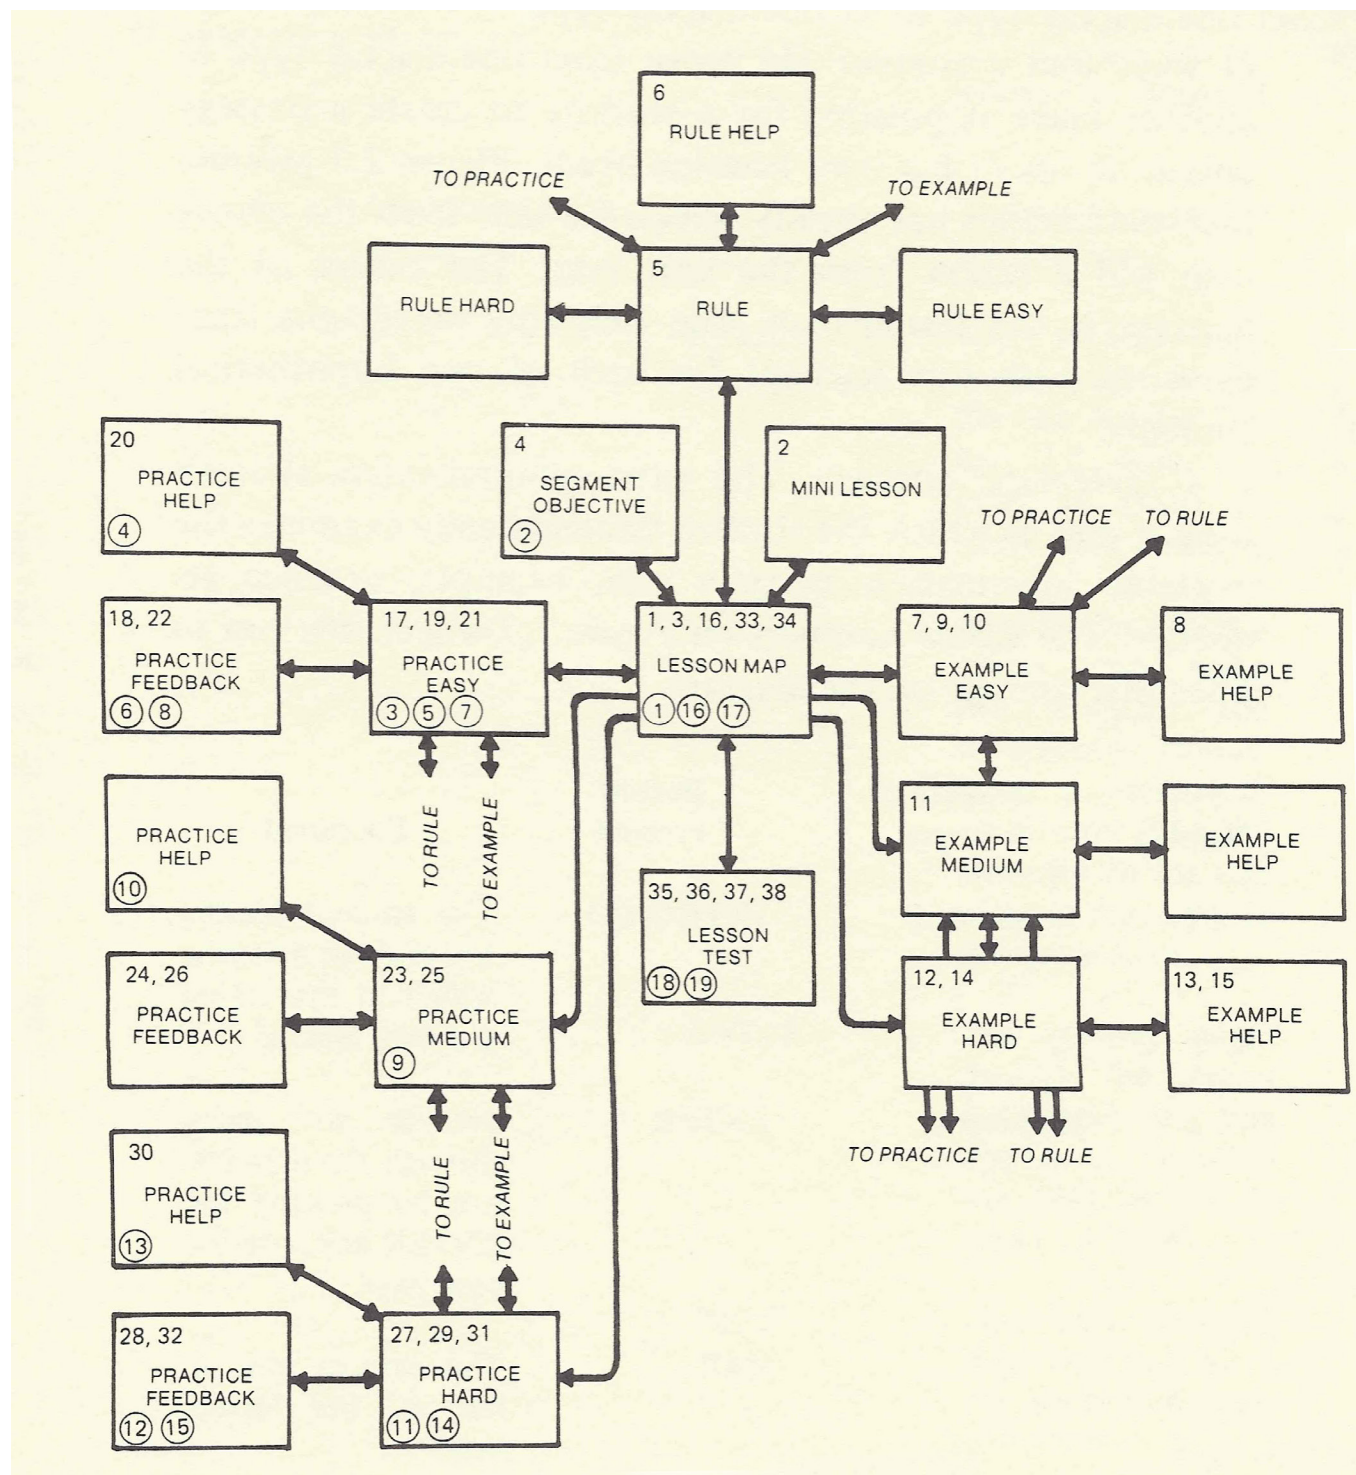 6
RULE HELP
TO PRACTICE
TO EXAMPLE
RULE HARD
5
RULE
RULE EASY
20
PRACTICE
HELP
4
4
SEGMENT
OBJECTIVE
2
2
MINI LESSON
TO PRACTICE
TO RULE
18, 22
PRACTICE
FEEDBACK
6 8
17, 19, 21
PRACTICE
EASY
3 5 7
1, 3, 16, 33, 34
LESSON MAP
1 16 17
7, 9, 10
EXAMPLE
EASY
8
EXAMPLE
HELP
TO RULE
TO EXAMPLE
PRACTICE
HELP
10
35, 36, 37, 38
LESSON
TEST
18 19
11
EXAMPLE
MEDIUM
EXAMPLE
HELP
24, 26
PRACTICE
FEEDBACK
23, 25
PRACTICE
MEDIUM
9
12, 14
EXAMPLE
HARD
13, 15
EXAMPLE
HELP
TO PRACTICE
TO RULE
TO RULE
TO EXAMPLE
30
PRACTICE
HELP
13
28, 32
PRACTICE
FEEDBACK
12 15
27, 29, 31
PRACTICE
HARD
11 14